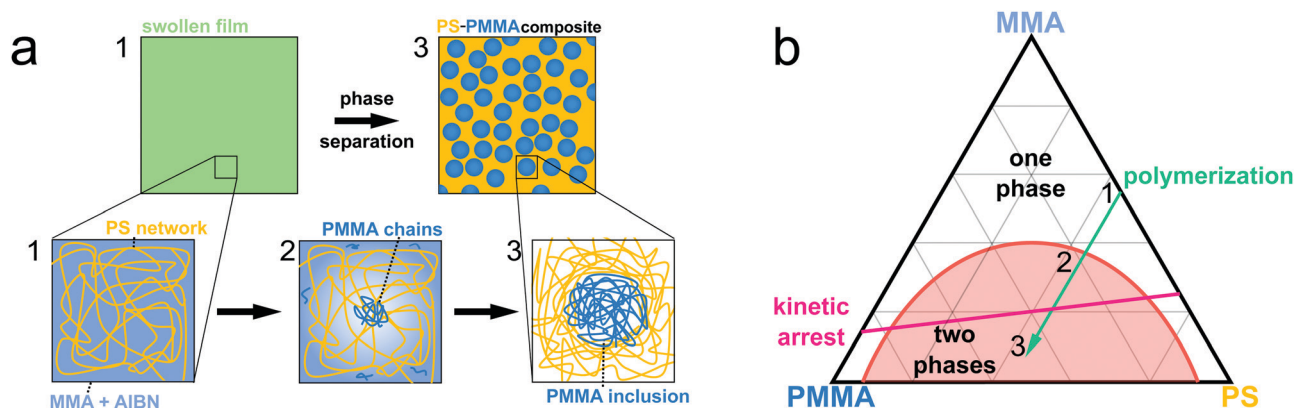 a
swollen film
1
phase
separation
PS-PMMA composite
3
1
PS network
MMA + AIBN
2
PMMA chains
3
PMMA inclusion
b
MMA
one
phase
1
polymerization
2
kinetic
arrest
two
phases
3
PMMA
PS